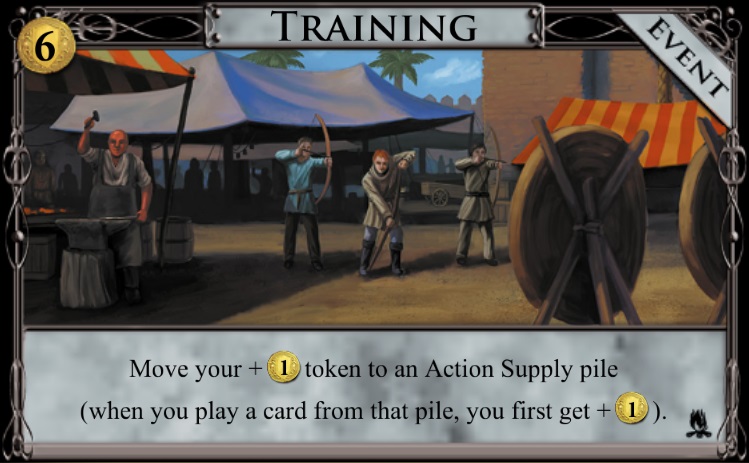 6
TRAINING
EVENT
Move your + 1 token to an Action Supply pile
(when you play a card from that pile, you first get + 1 ).